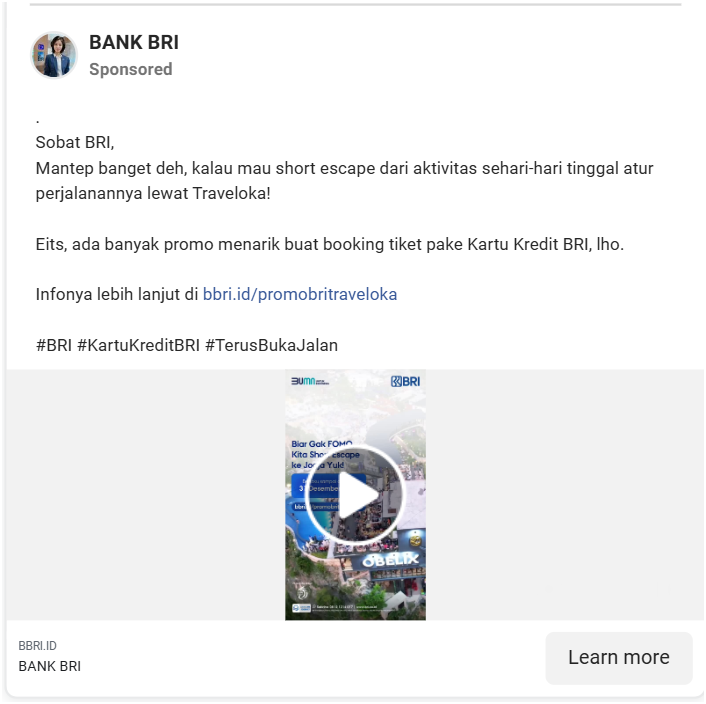 BANK BRI
Sponsored
.
Sobat BRI,
Mantep banget deh, kalau mau short escape dari aktivitas sehari-hari tinggal atur
perjalanannya lewat Traveloka!
Eits, ada banyak promo menarik buat booking tiket pake Kartu Kredit BRI, lho.
Infonya lebih lanjut di bbri.id/promobritraveloka
#BRI #KartuKreditBRI #TerusBukaJalan
BUMN
BRI
Biar Gak FOMO
Kita Short Escape
ke Jogja Yuk!
OBELIX
BBRI.ID
BANK BRI
Learn more